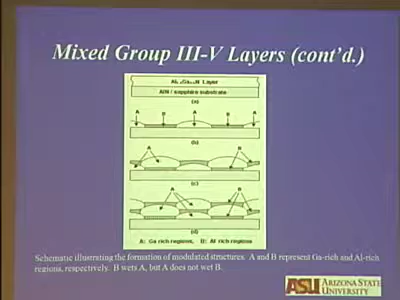 Mixed Group III-V Layers (cont'd.)
Layer
AlN / sapphire substrate
(a)
A B A B A
(b)
A B
(c)
A B
(d)
A: Ga rich regions, B: Al rich regions
Schematic illustrating the formation of modulated structures. A and B represent Ga-rich and Al-rich
regions, respectively. B wets A, but A does not wet B.
ASU ARIZONA STATE
UNIVERSITY